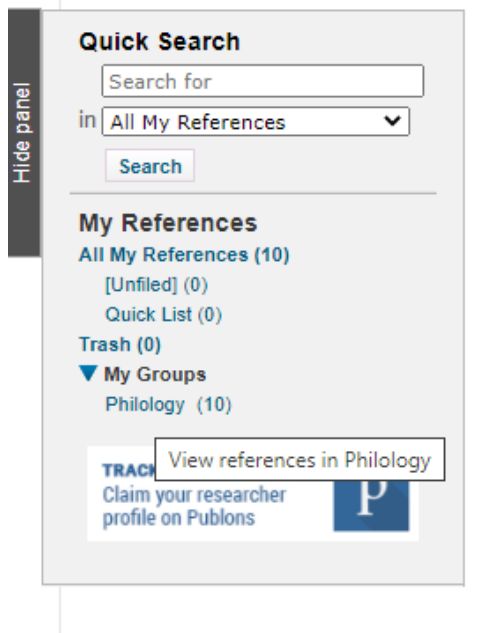 Hide panel
Quick Search
Search for
in All My References
Search
My References
All My References (10)
[Unfiled] (0)
Quick List (0)
Trash (0)
My Groups
Philology (10)
View references in Philology
Claim your researcher
profile on Publons
P